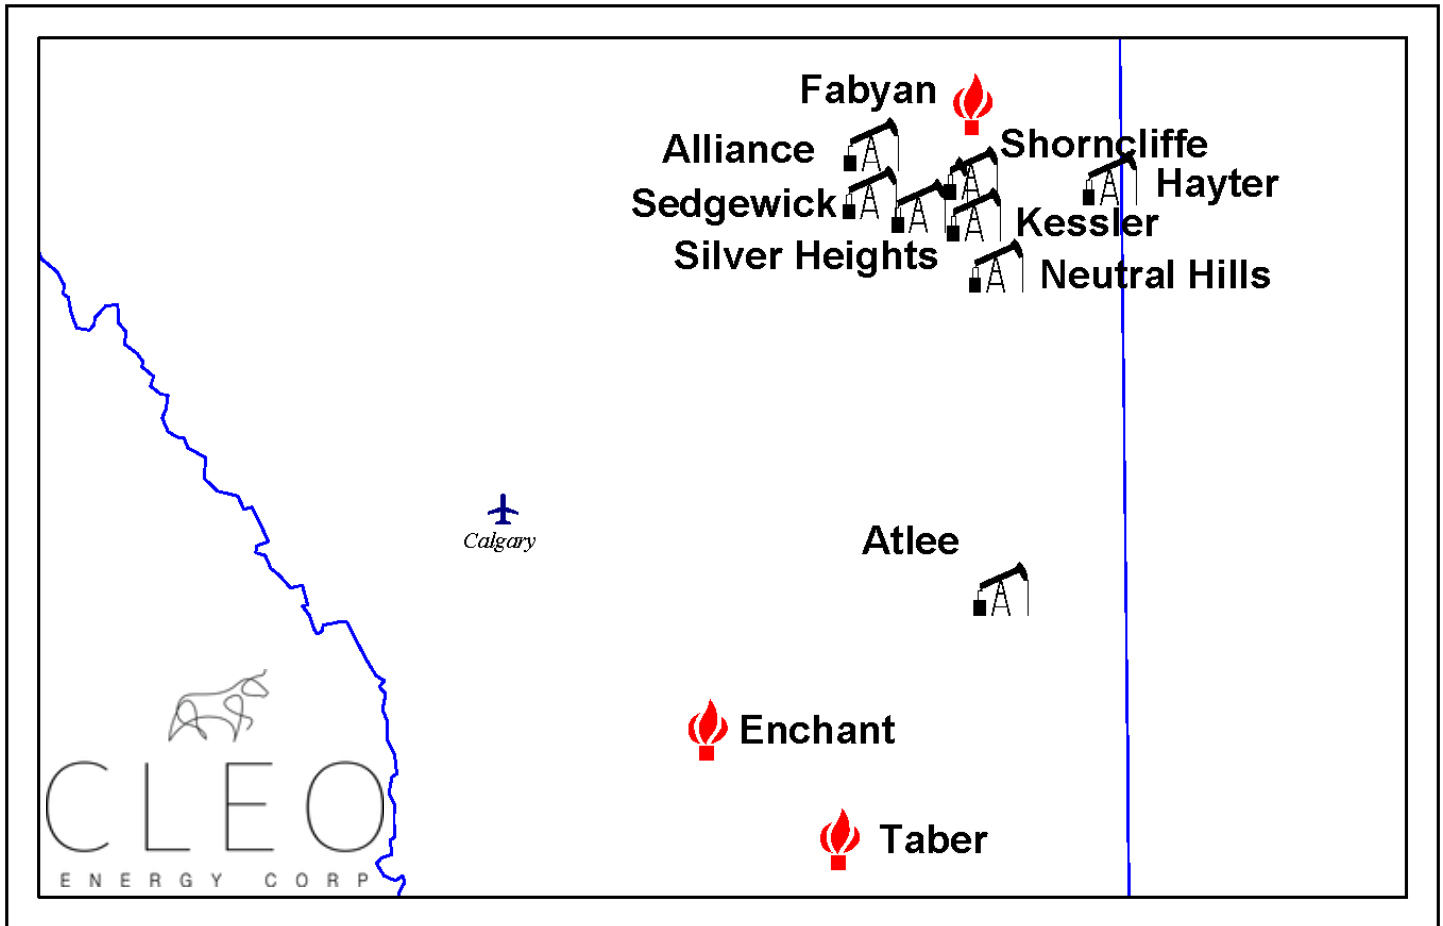 Fabyan
Shorncliffe
Alliance
Hayter
Sedgewick
Kessler
Silver Heights
Neutral Hills
Calgary
Atlee
Enchant
Taber
CLEO
ENERGY CORP